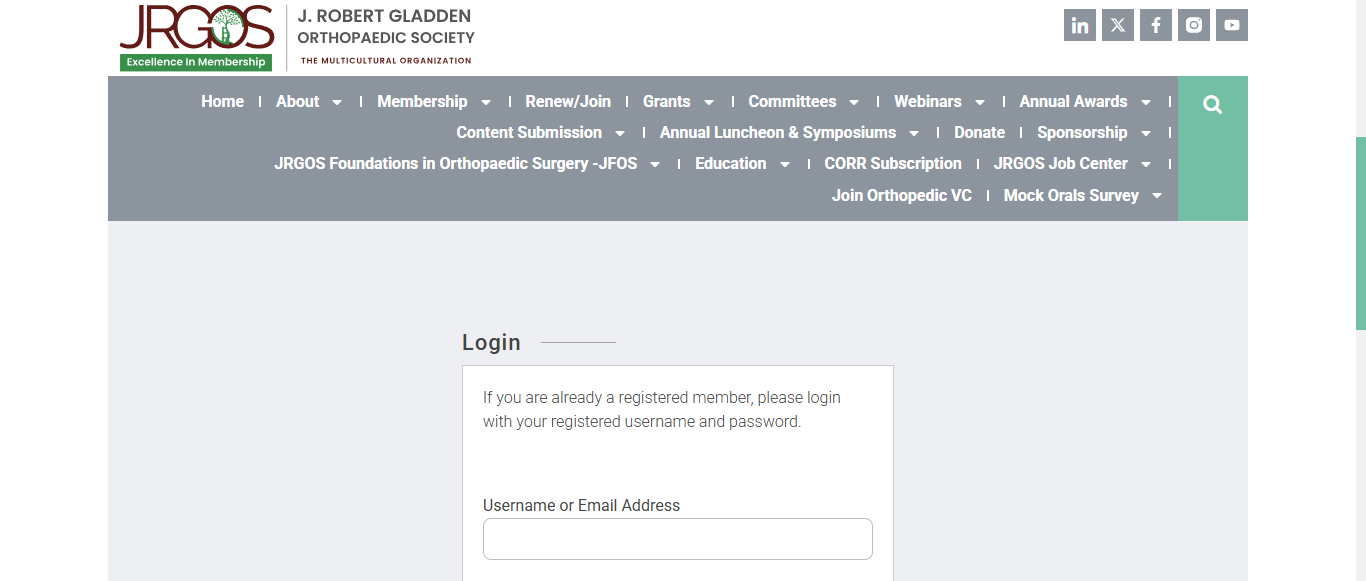 JRGOS
Excellence In Membership
J. ROBERT GLADDEN
ORTHOPAEDIC SOCIETY
THE MULTICULTURAL ORGANIZATION
Home | About | Membership | Renew/Join | Grants | Committees | Webinars | Annual Awards |
Content Submission | Annual Luncheon & Symposiums | Donate | Sponsorship |
JRGOS Foundations in Orthopaedic Surgery -JFOS | Education | CORR Subscription | JRGOS Job Center |
Join Orthopedic VC | Mock Orals Survey
Login
If you are already a registered member, please login
with your registered username and password.
Username or Email Address